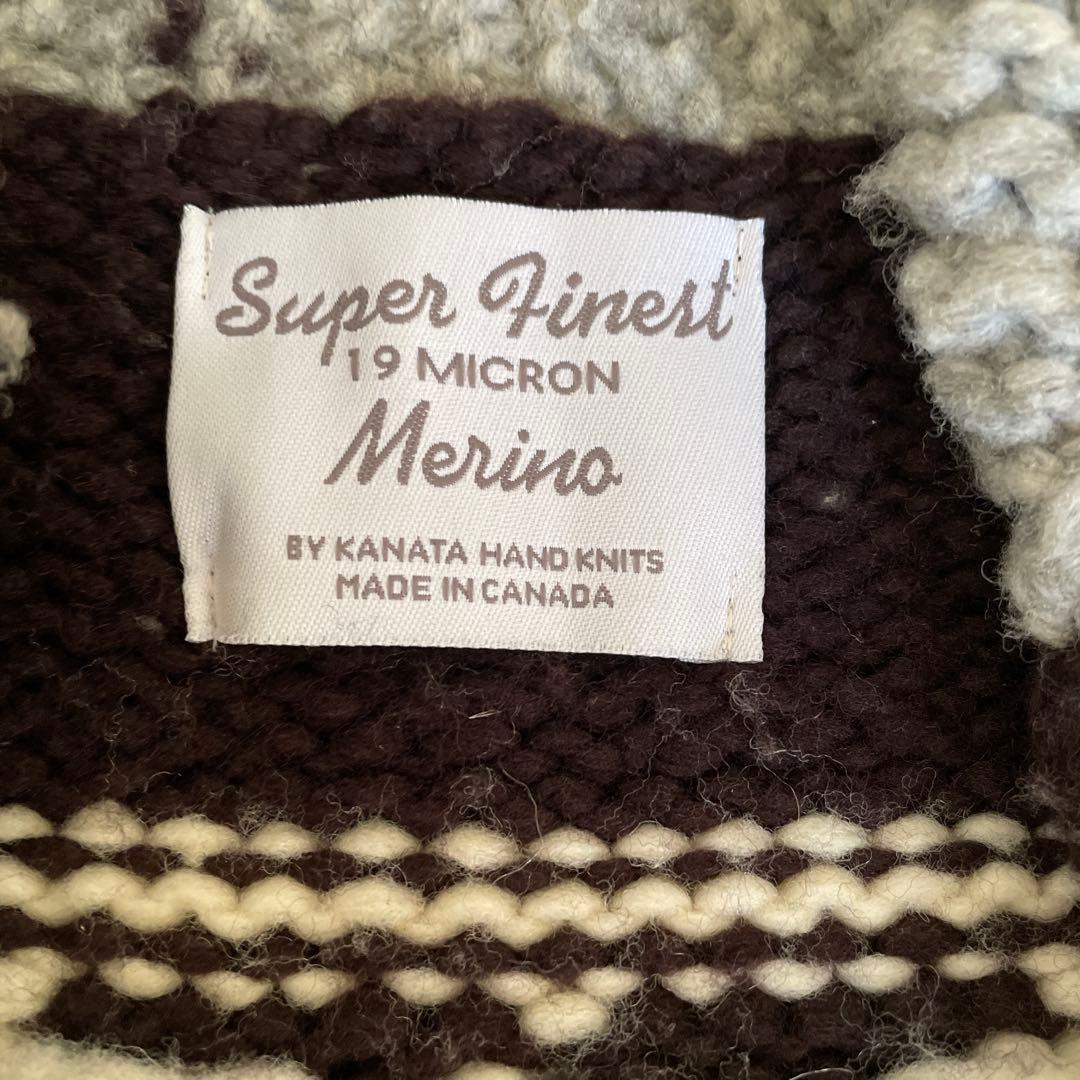 Super Finest
19 MICRON
Merino
BY KANATA HAND KNITS
MADE IN CANADA